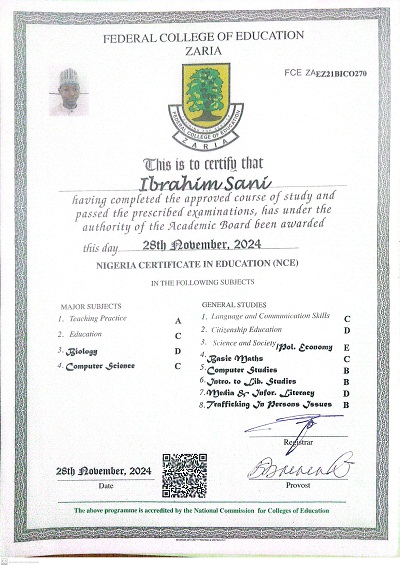 FEDERAL COLLEGE OF EDUCATION
ZARIA
FCE ZAEZ21BICO270
FEDERAL COLLEGE OF EDUCATION
ZARIA
This is to certify that
Ibrahim Sani
having completed the approved course of study and
passed the prescribed examinations, has under the
authority of the Academic Board been awarded
this day 28th November, 2024
NIGERIA CERTIFICATE IN EDUCATION (NCE)
IN THE FOLLOWING SUBJECTS
MAJOR SUBJECTS
1. Teaching Practice A
2. Education C
3. Biology D
4. Computer Science C
GENERAL STUDIES
1. Language and Communication Skills C
2. Citizenship Education D
3. Science and Society/Pol. Economy E
4. Basic Maths C
5. Computer Studies B
6. Intro. to Lib. Studies B
7. Media & Infor. Literacy D
8. Trafficking In Persons Issues B
Registrar
28th November, 2024
Date
Provost
The above programme is accredited by the National Commission for Colleges of Education